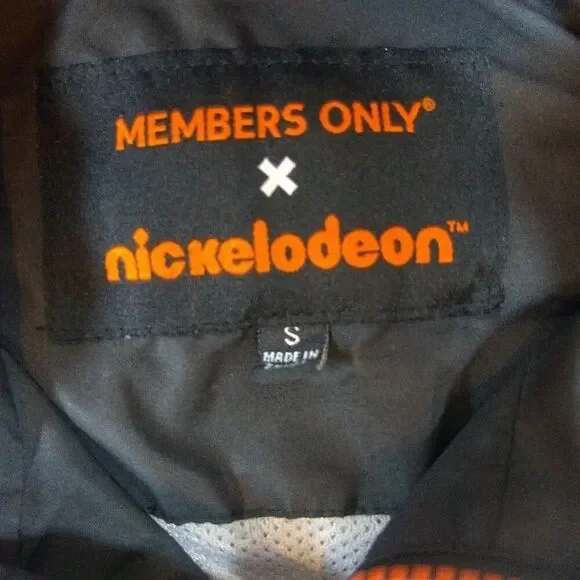 MEMBERS ONLY®
X
nickelodeon™
S
MADE IN